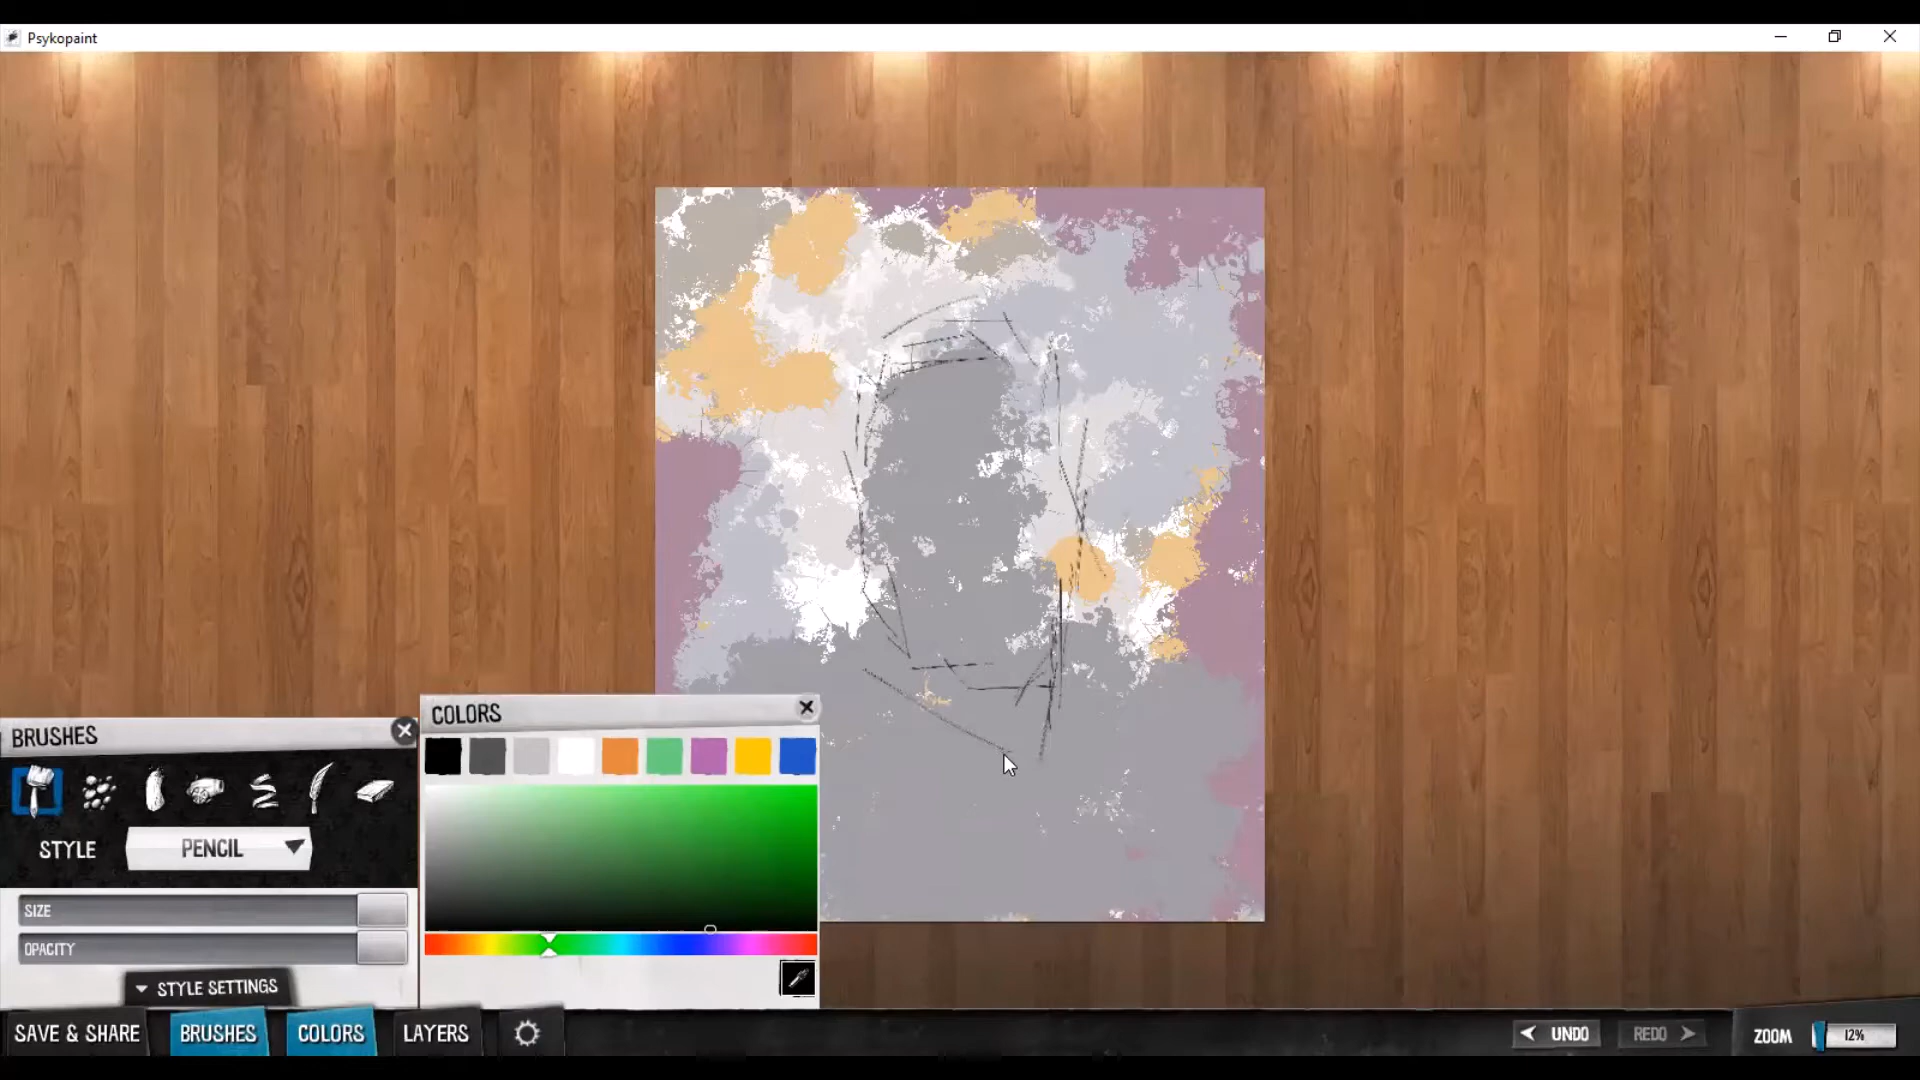 Psykopaint
BRUSHES
STYLE
PENCIL
SIZE
OPACITY
STYLE SETTINGS
COLORS
SAVE & SHARE
BRUSHES
COLORS
LAYERS
UNDO
REDO
ZOOM
12%